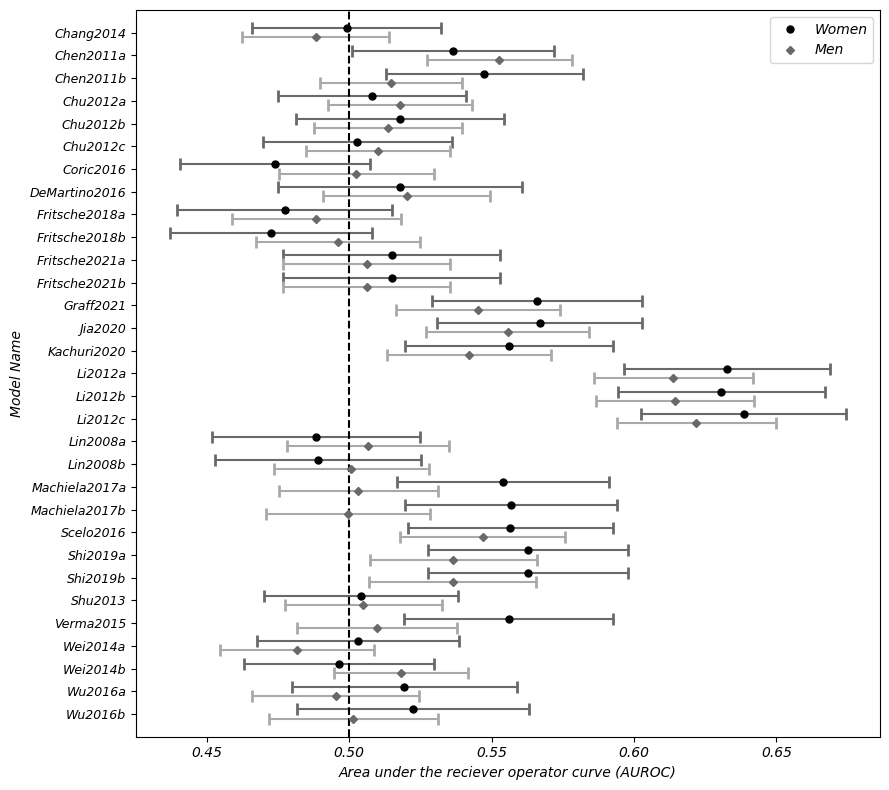 Women
Men
Model Name
Chang2014
Chen2011a
Chen2011b
Chu2012a
Chu2012b
Chu2012c
Coric2016
DeMartino2016
Fritsche2018a
Fritsche2018b
Fritsche2021a
Fritsche2021b
Graff2021
Jia2020
Kachuri2020
Li2012a
Li2012b
Li2012c
Lin2008a
Lin2008b
Machiela2017a
Machiela2017b
Scelo2016
Shi2019a
Shi2019b
Shu2013
Verma2015
Wei2014a
Wei2014b
Wu2016a
Wu2016b
0.45 0.50 0.55 0.60 0.65
Area under the reciever operator curve (AUROC)